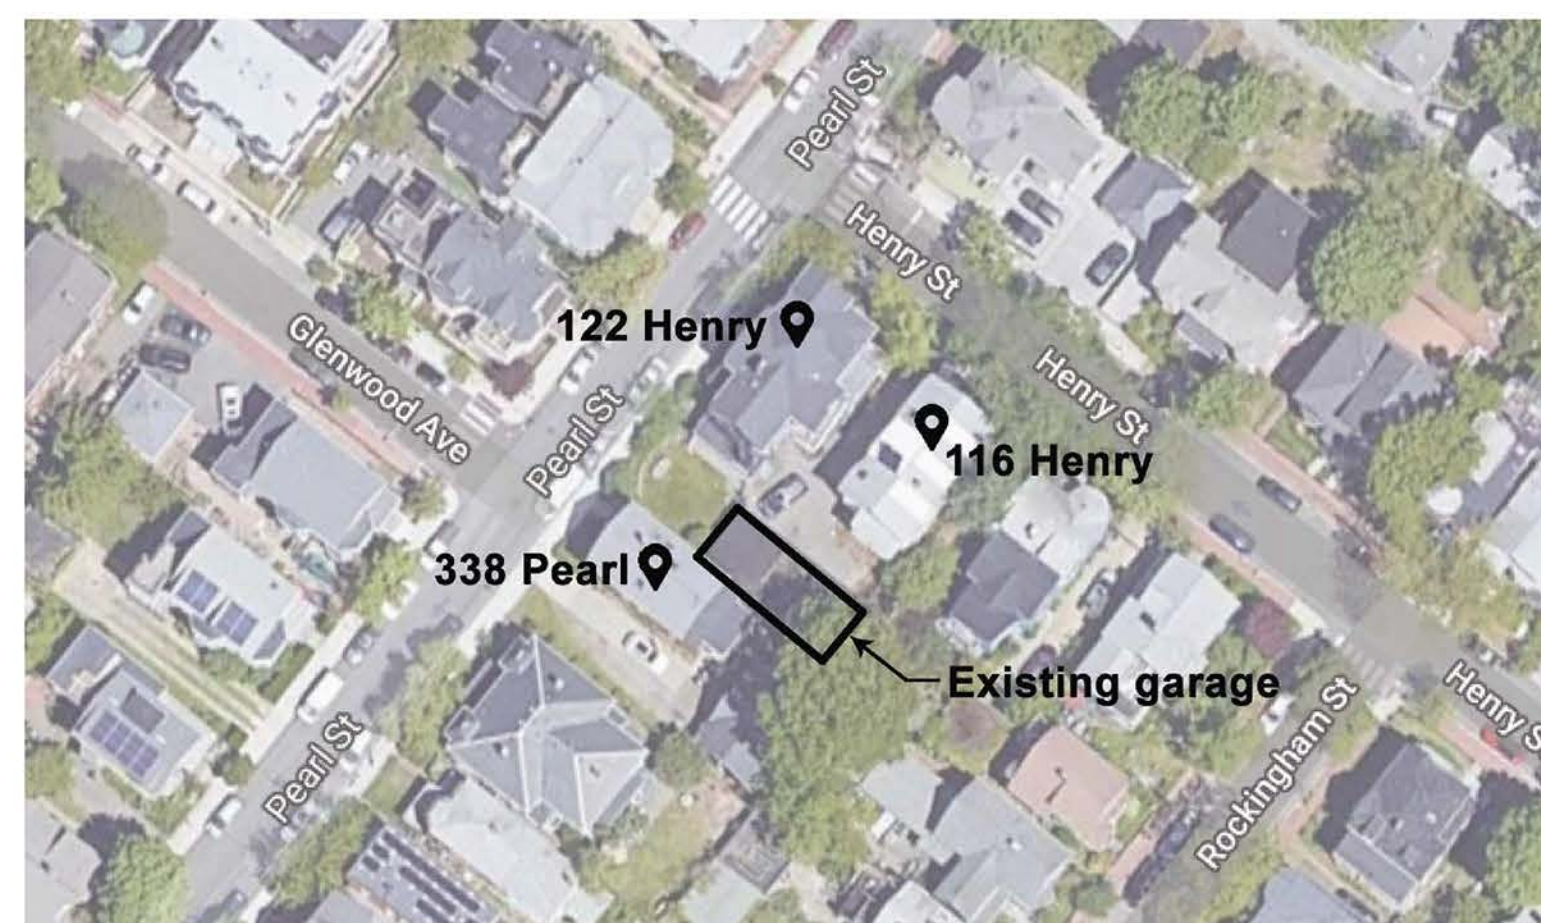 Pearl St
Henry St
122 Henry
Glenwood Ave
Henry St
Pearl St
116 Henry
338 Pearl
Existing garage
Henry S
Pearl St
Rockingham St